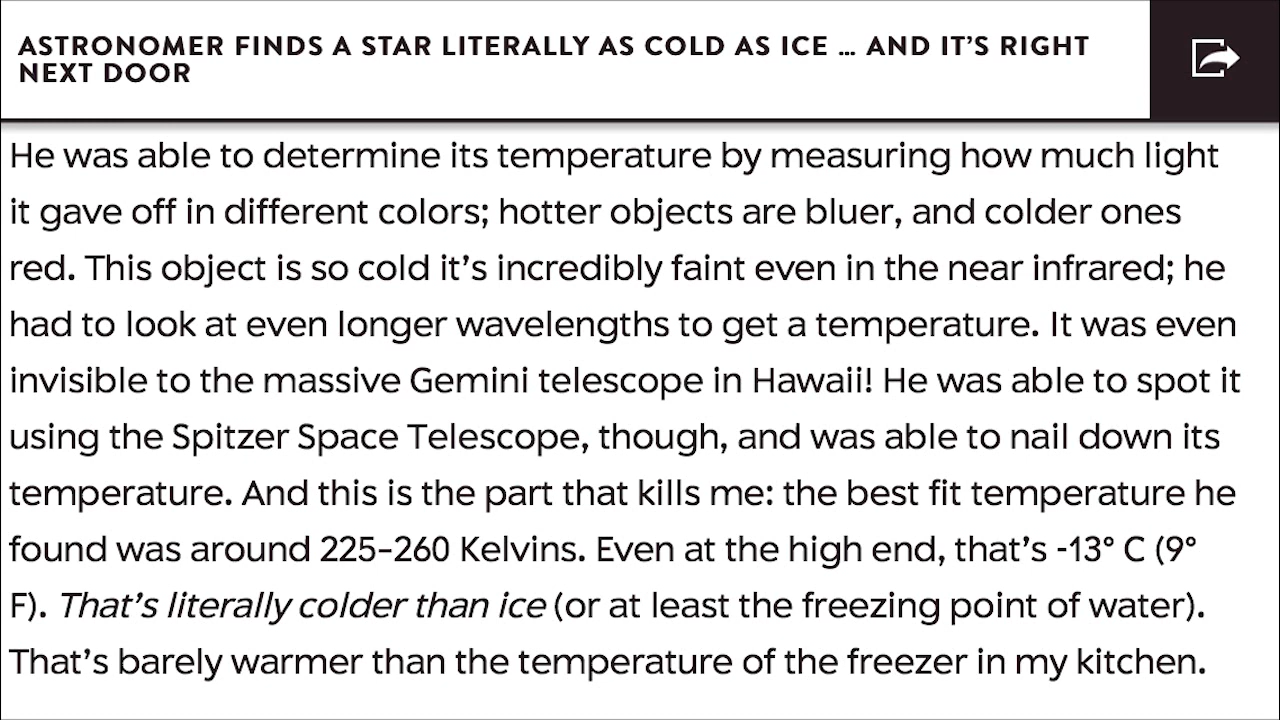 ASTRONOMER FINDS A STAR LITERALLY AS COLD AS ICE … AND IT’S RIGHT
NEXT DOOR
He was able to determine its temperature by measuring how much light
it gave off in different colors; hotter objects are bluer, and colder ones
red. This object is so cold it’s incredibly faint even in the near infrared; he
had to look at even longer wavelengths to get a temperature. It was even
invisible to the massive Gemini telescope in Hawaii! He was able to spot it
using the Spitzer Space Telescope, though, and was able to nail down its
temperature. And this is the part that kills me: the best fit temperature he
found was around 225–260 Kelvins. Even at the high end, that’s -13° C (9°
F). That’s literally colder than ice (or at least the freezing point of water).
That’s barely warmer than the temperature of the freezer in my kitchen.